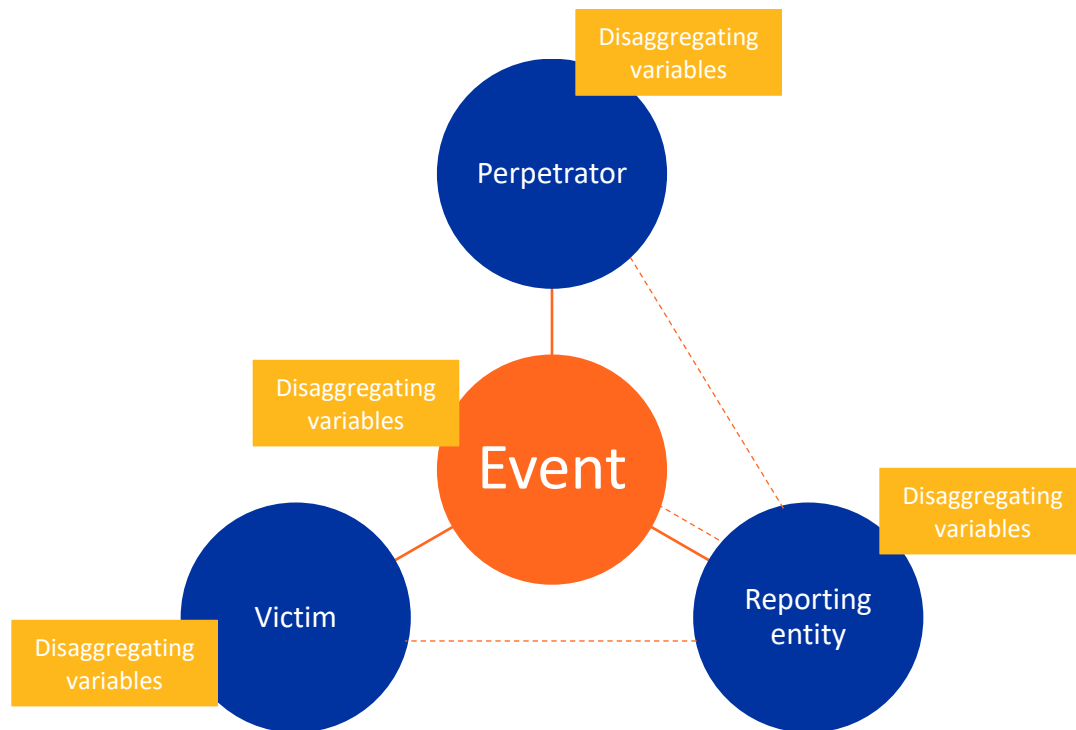 Disaggregating
variables
Perpetrator
Disaggregating
variables
Event
Disaggregating
variables
Reporting
entity
Victim
Disaggregating
variables